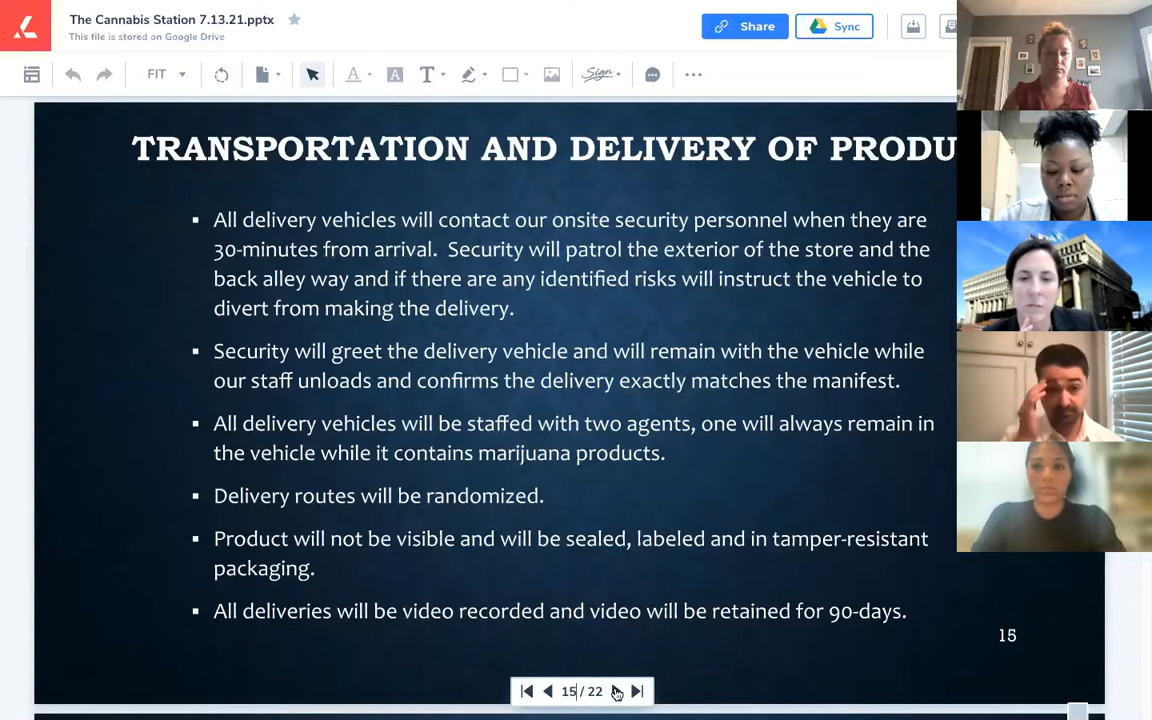 The Cannabis Station 7.13.21.pptx
This file is stored on Google Drive
Share
Sync
FIT
Sign
TRANSPORTATION AND DELIVERY OF PRODU
▪ All delivery vehicles will contact our onsite security personnel when they are
30-minutes from arrival. Security will patrol the exterior of the store and the
back alley way and if there are any identified risks will instruct the vehicle to
divert from making the delivery.
▪ Security will greet the delivery vehicle and will remain with the vehicle while
our staff unloads and confirms the delivery exactly matches the manifest.
▪ All delivery vehicles will be staffed with two agents, one will always remain in
the vehicle while it contains marijuana products.
▪ Delivery routes will be randomized.
▪ Product will not be visible and will be sealed, labeled and in tamper-resistant
packaging.
▪ All deliveries will be video recorded and video will be retained for 90-days.
15
15 / 22